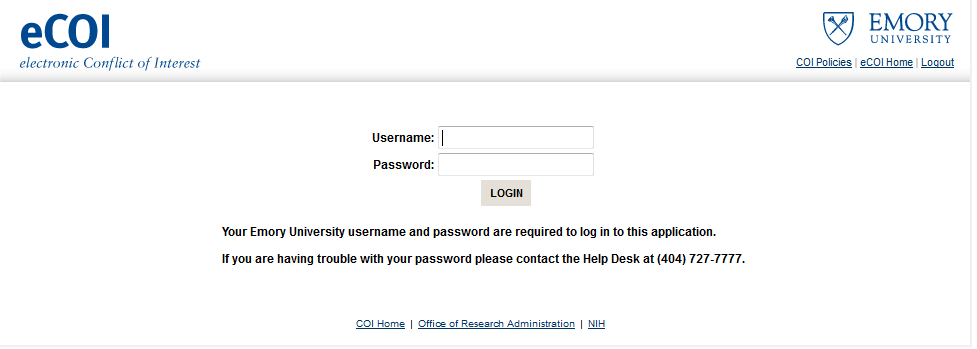 eCOI
electronic Conflict of Interest
EMORY
UNIVERSITY
COI Policies | eCOI Home | Logout
Username:
Password:
LOGIN
Your Emory University username and password are required to log in to this application.
If you are having trouble with your password please contact the Help Desk at (404) 727-7777.
COI Home | Office of Research Administration | NIH